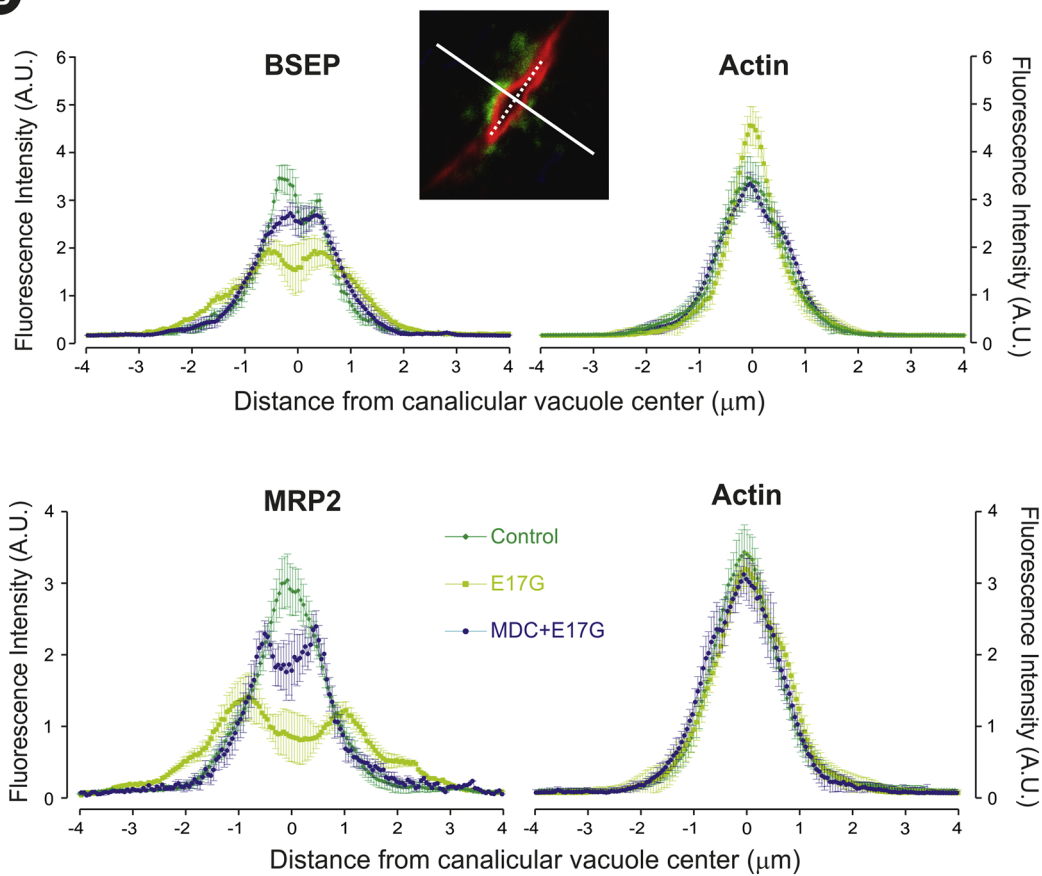 BSEP
Actin
Fluorescence Intensity (A.U.)
6
5
4
3
2
1
0
-4 -3 -2 -1 0 1 2 3 4
-4 -3 -2 -1 0 1 2 3 4
6
5
4
3
2
1
0
Fluorescence Intensity (A.U.)
Distance from canalicular vacuole center (μm)
MRP2
Actin
Fluorescence Intensity (A.U.)
4
3
2
1
0
Control
E17G
MDC+E17G
-4 -3 -2 -1 0 1 2 3 4
-4 -3 -2 -1 0 1 2 3 4
4
3
2
1
0
Fluorescence Intensity (A.U.)
Distance from canalicular vacuole center (μm)